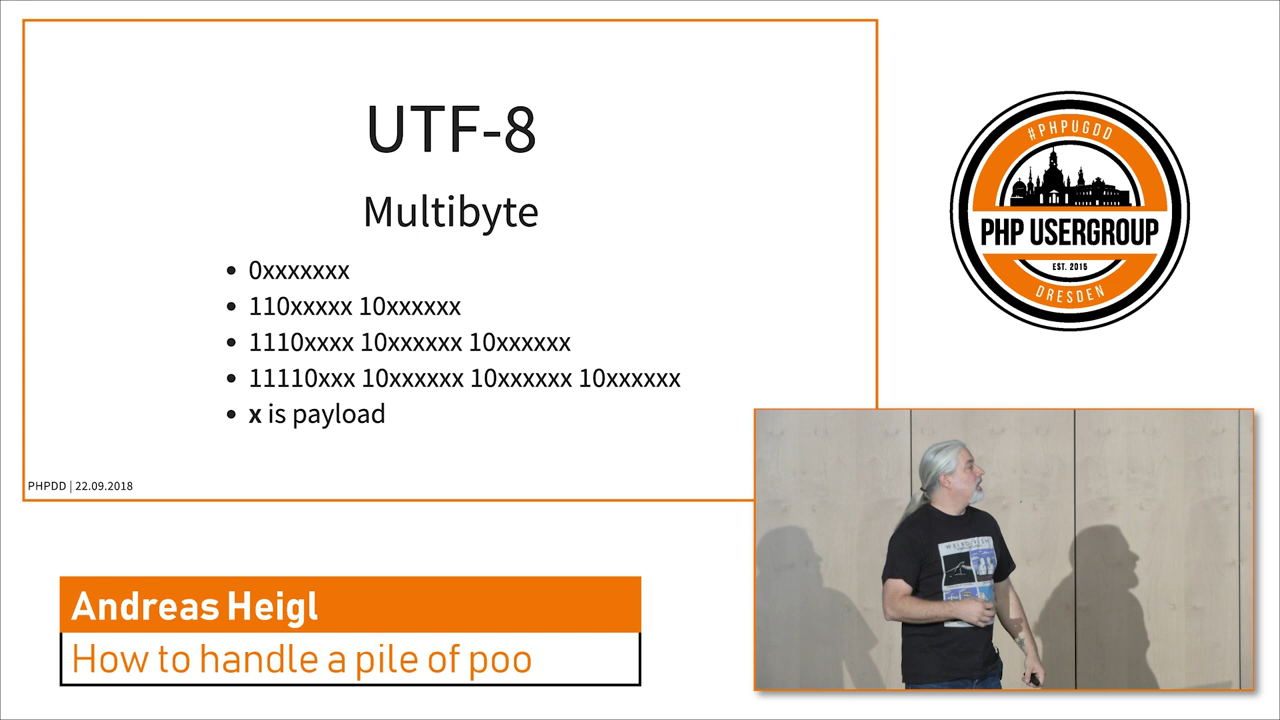 UTF-8
Multibyte
• 0xxxxxxx
• 110xxxxx 10xxxxxx
• 1110xxxx 10xxxxxx 10xxxxxx
• 11110xxx 10xxxxxx 10xxxxxx 10xxxxxx
• x is payload
PHPDD | 22.09.2018
#PHPUGDD
PHP USERGROUP
EST. 2015
DRESDEN
Andreas Heigl
How to handle a pile of poo